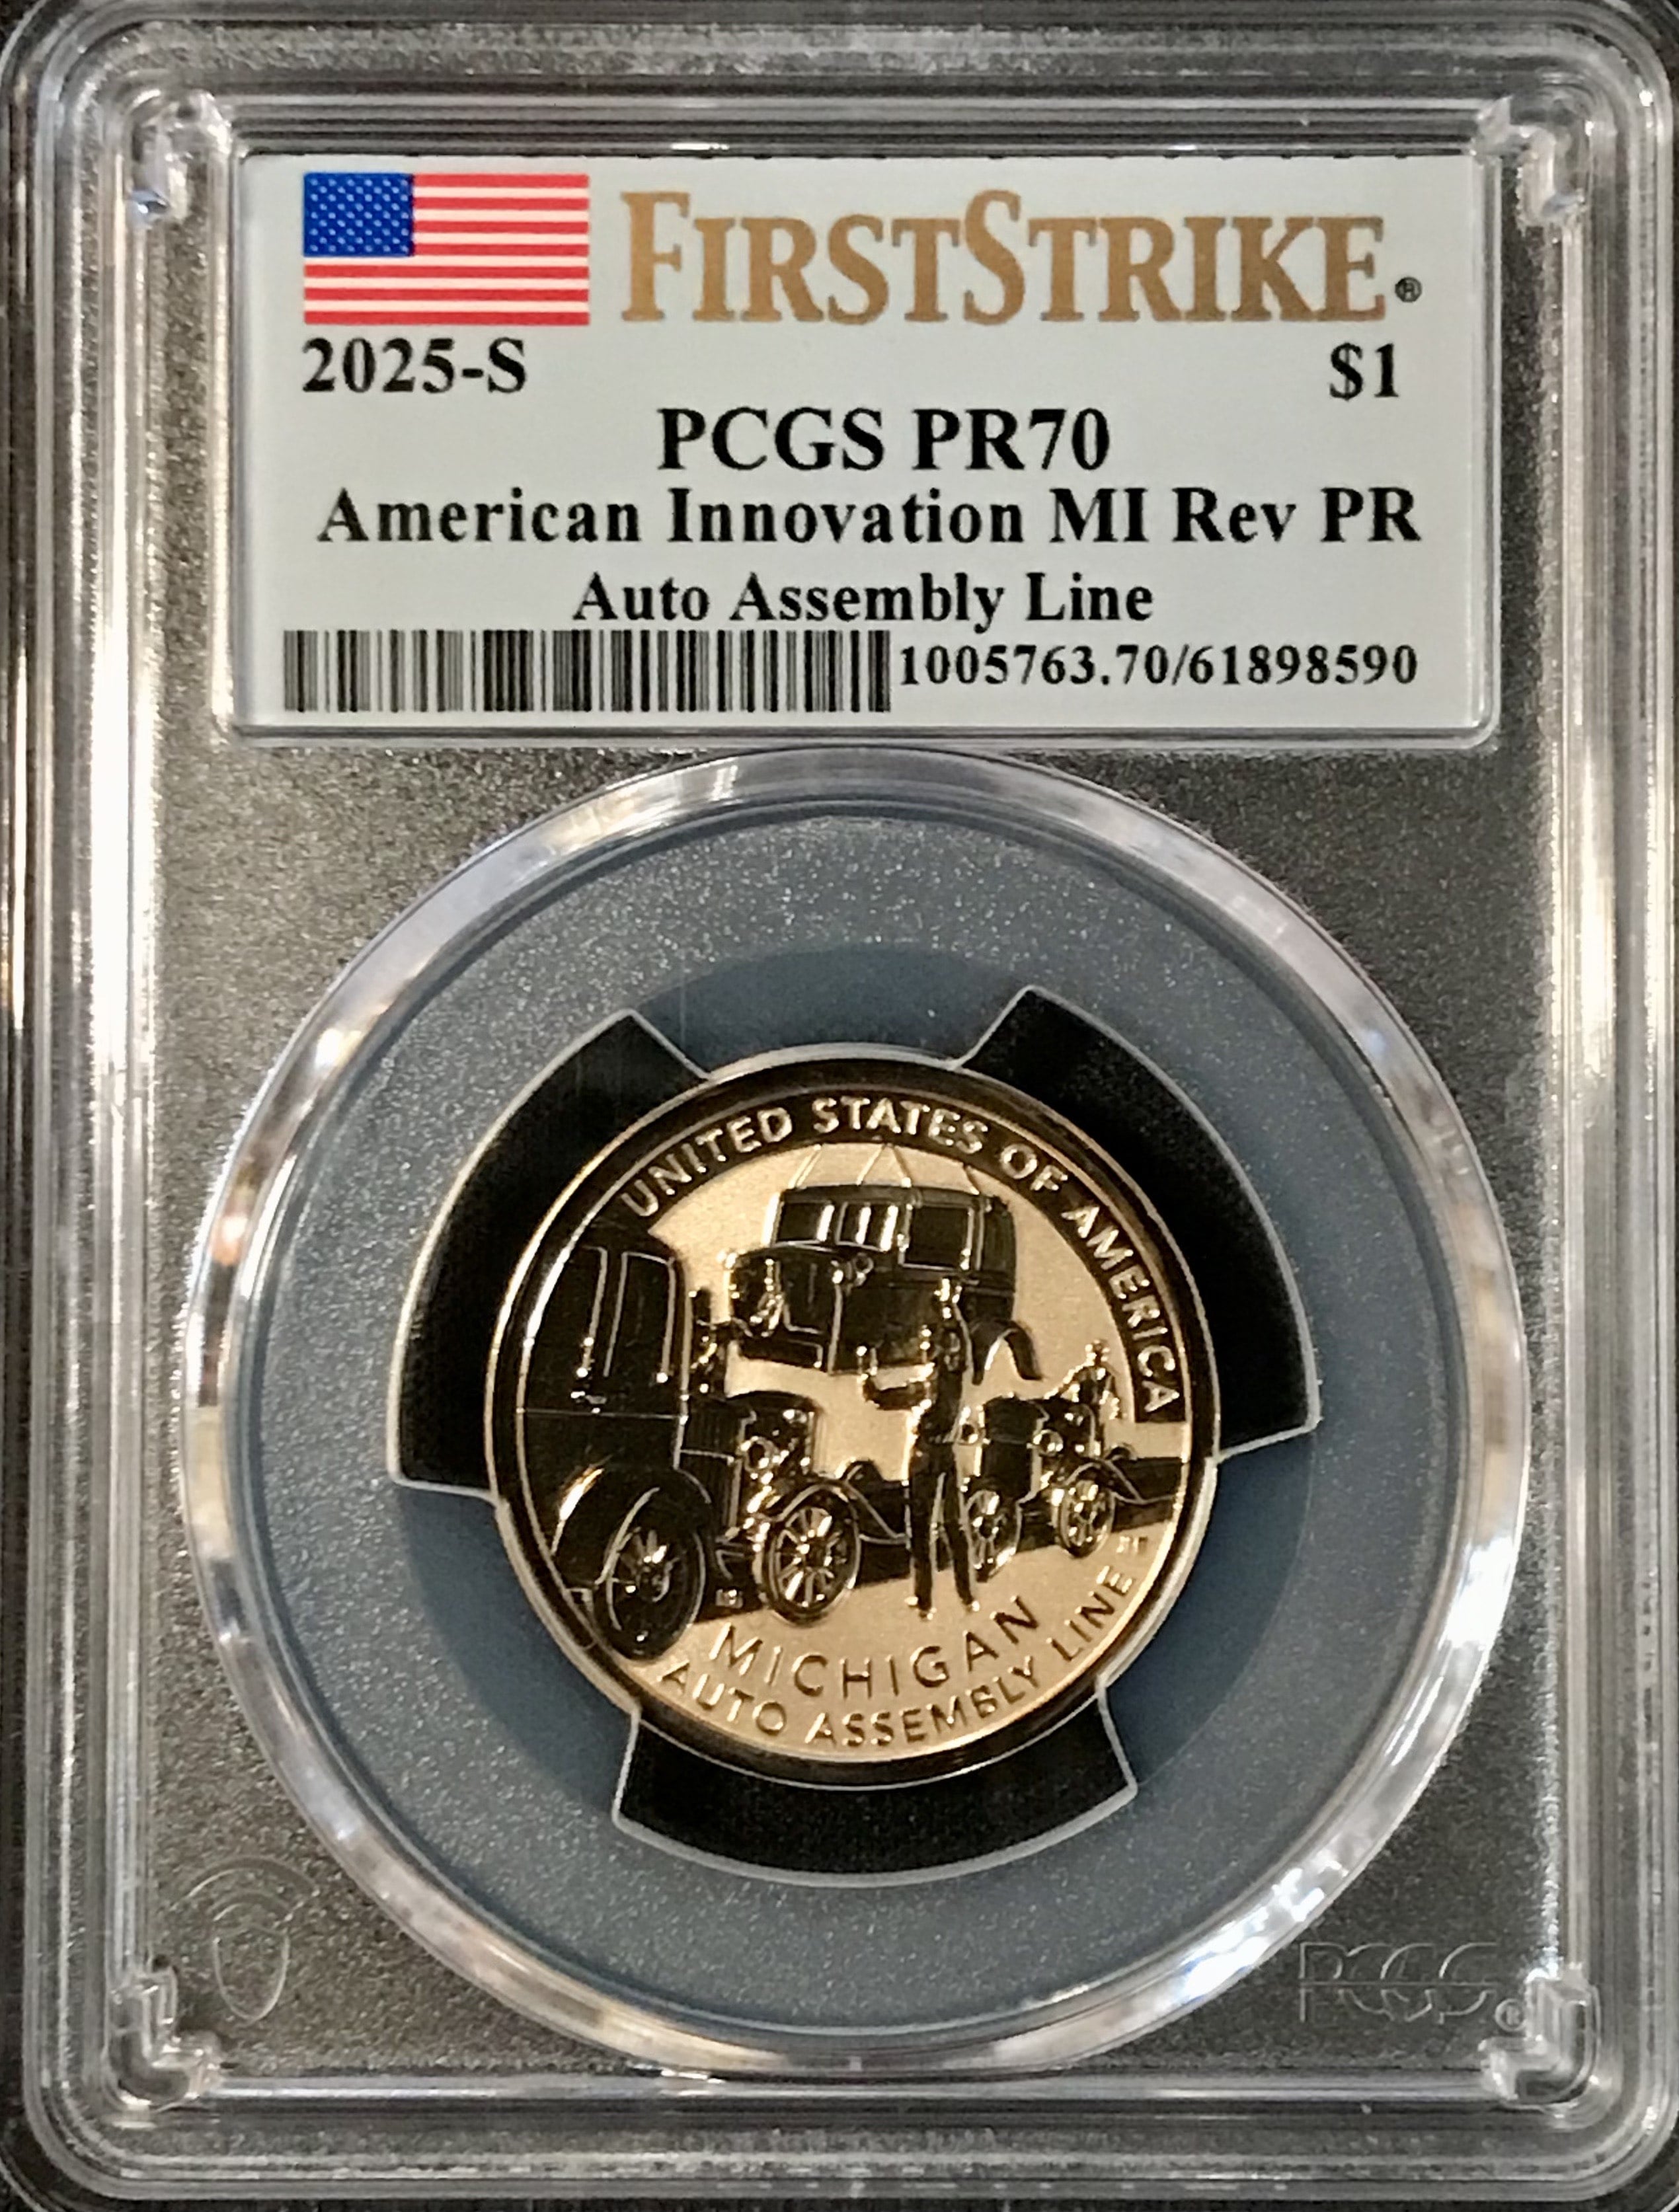 FIRSTSTRIKE®
2025-S $1
PCGS PR70
American Innovation MI Rev PR
Auto Assembly Line
1005763.70/61898590
UNITED STATES OF AMERICA
MICHIGAN
AUTO ASSEMBLY LINE
PCGS®